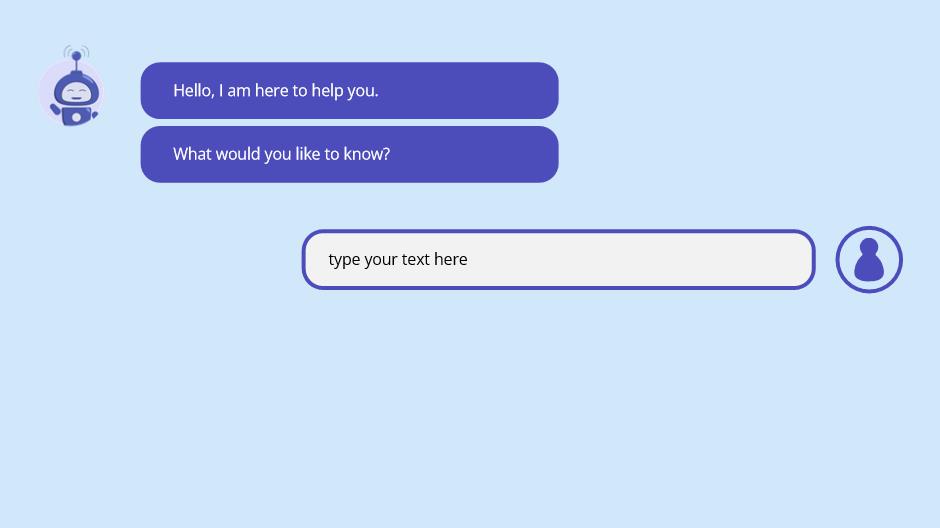 Hello, I am here to help you.
What would you like to know?
type your text here